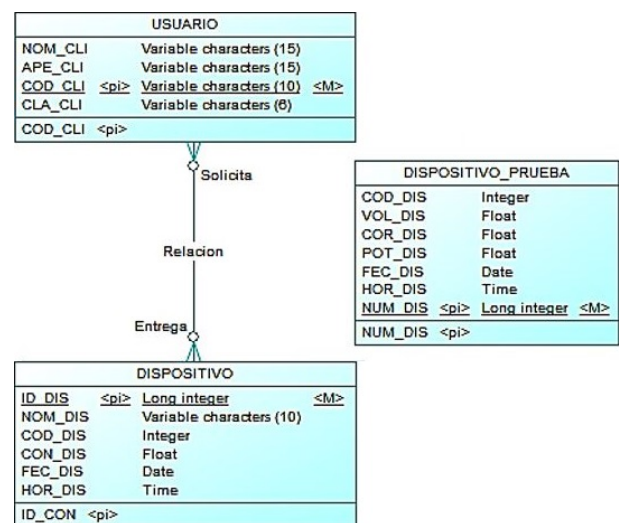 USUARIO
NOM_CLI Variable characters (15)
APE_CLI Variable characters (15)
COD_CLI <pi> Variable characters (10) <M>
CLA_CLI Variable characters (6)
COD_CLI <pi>
Solicita
Relacion
Entrega
DISPOSITIVO_PRUEBA
COD_DIS Integer
VOL_DIS Float
COR_DIS Float
POT_DIS Float
FEC_DIS Date
HOR_DIS Time
NUM_DIS <pi> Long integer <M>
NUM_DIS <pi>
DISPOSITIVO
ID_DIS <pi> Long integer <M>
NOM_DIS Variable characters (10)
COD_DIS Integer
CON_DIS Float
FEC_DIS Date
HOR_DIS Time
ID_CON <pi>